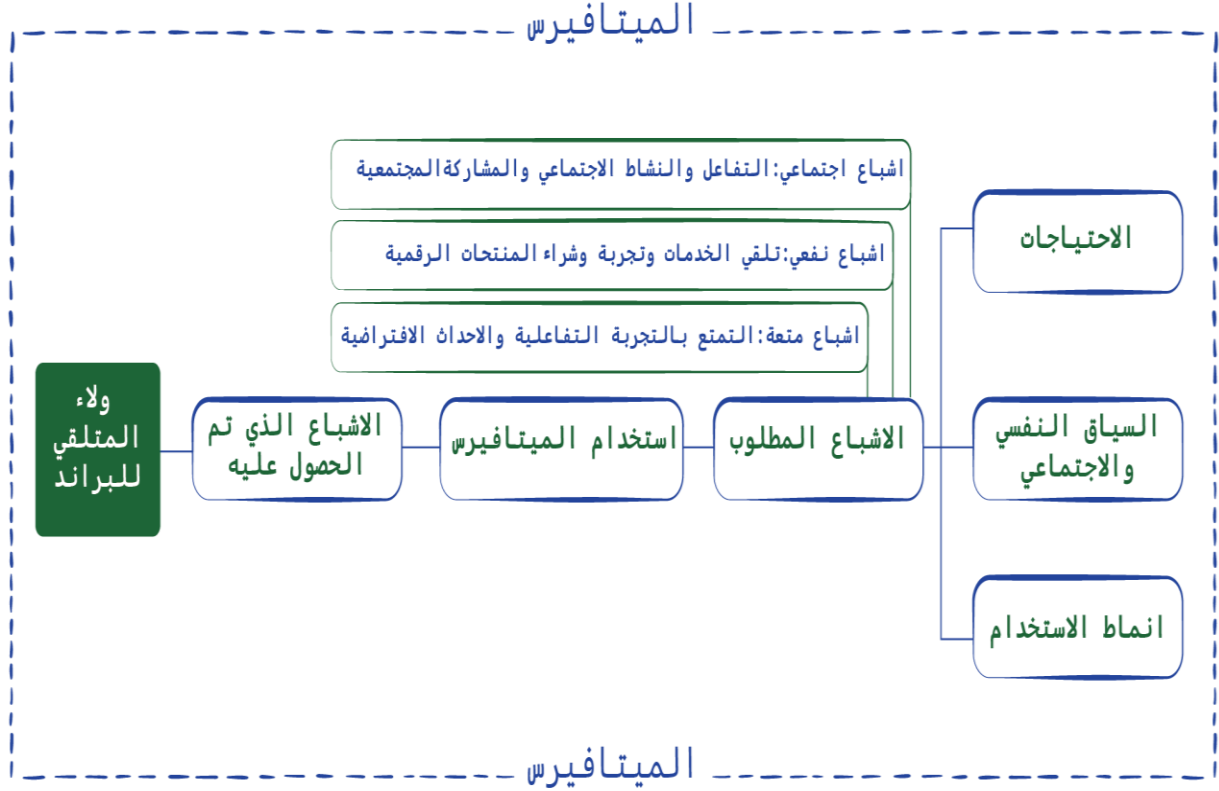 الميتافيرس
اشباع اجتماعي:التفاعل والنشاط الاجتماعي والمشاركةالمجتمعية
اشباع نفعي:تلقي الخدمات وتجربة وشراء المنتحات الرقمية
اشباع متعة:التمتع بالتجربة التفاعلية والاحداث الافتراضية
الاحتياجات
السياق النفسي
والاجتماعي
انماط الاستخدام
الاشباع المطلوب
استخدام الميتافيرس
الاشباع الذي تم
الحصول عليه
ولاء
المتلقي
للبراند
الميتافيرس